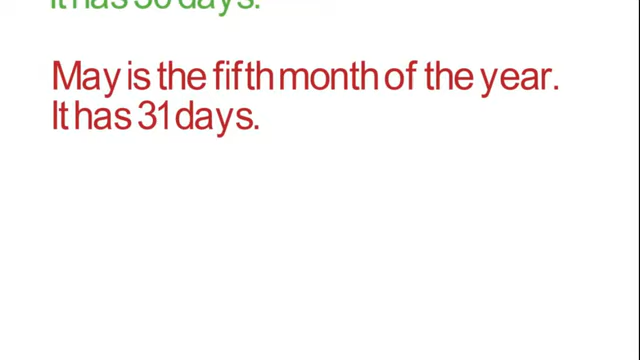 It has 30 days.
May is the fifth month of the year.
It has 31 days.